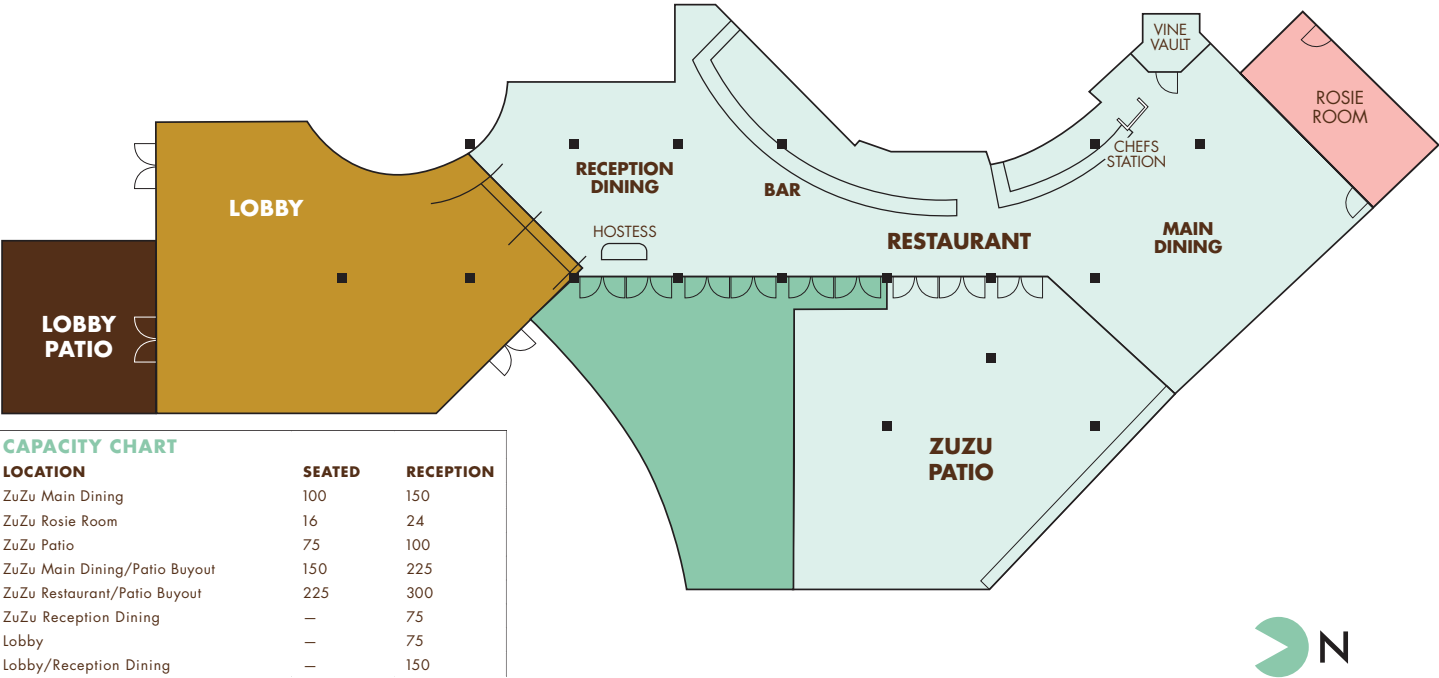 VINE
VAULT
ROSIE
ROOM
CHEFS
STATION
RECEPTION
DINING
BAR
LOBBY
HOSTESS
RESTAURANT
MAIN
DINING
LOBBY
PATIO
ZUZU
PATIO
CAPACITY CHART
LOCATION SEATED RECEPTION
ZuZu Main Dining 100 150
ZuZu Rosie Room 16 24
ZuZu Patio 75 100
ZuZu Main Dining/Patio Buyout 150 225
ZuZu Restaurant/Patio Buyout 225 300
ZuZu Reception Dining – 75
Lobby – 75
Lobby/Reception Dining – 150
N